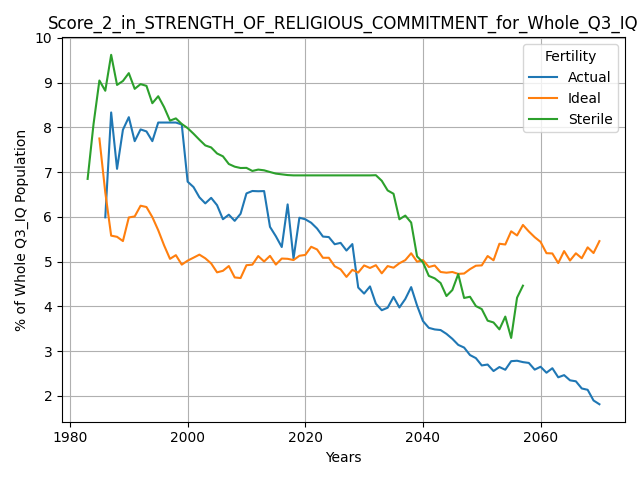 Score_2_in_STRENGTH_OF_RELIGIOUS_COMMITMENT_for_Whole_Q3_IQ
% of Whole Q3_IQ Population
10
9
8
7
6
5
4
3
2
Fertility
Actual
Ideal
Sterile
1980
2000
2020
2040
2060
Years